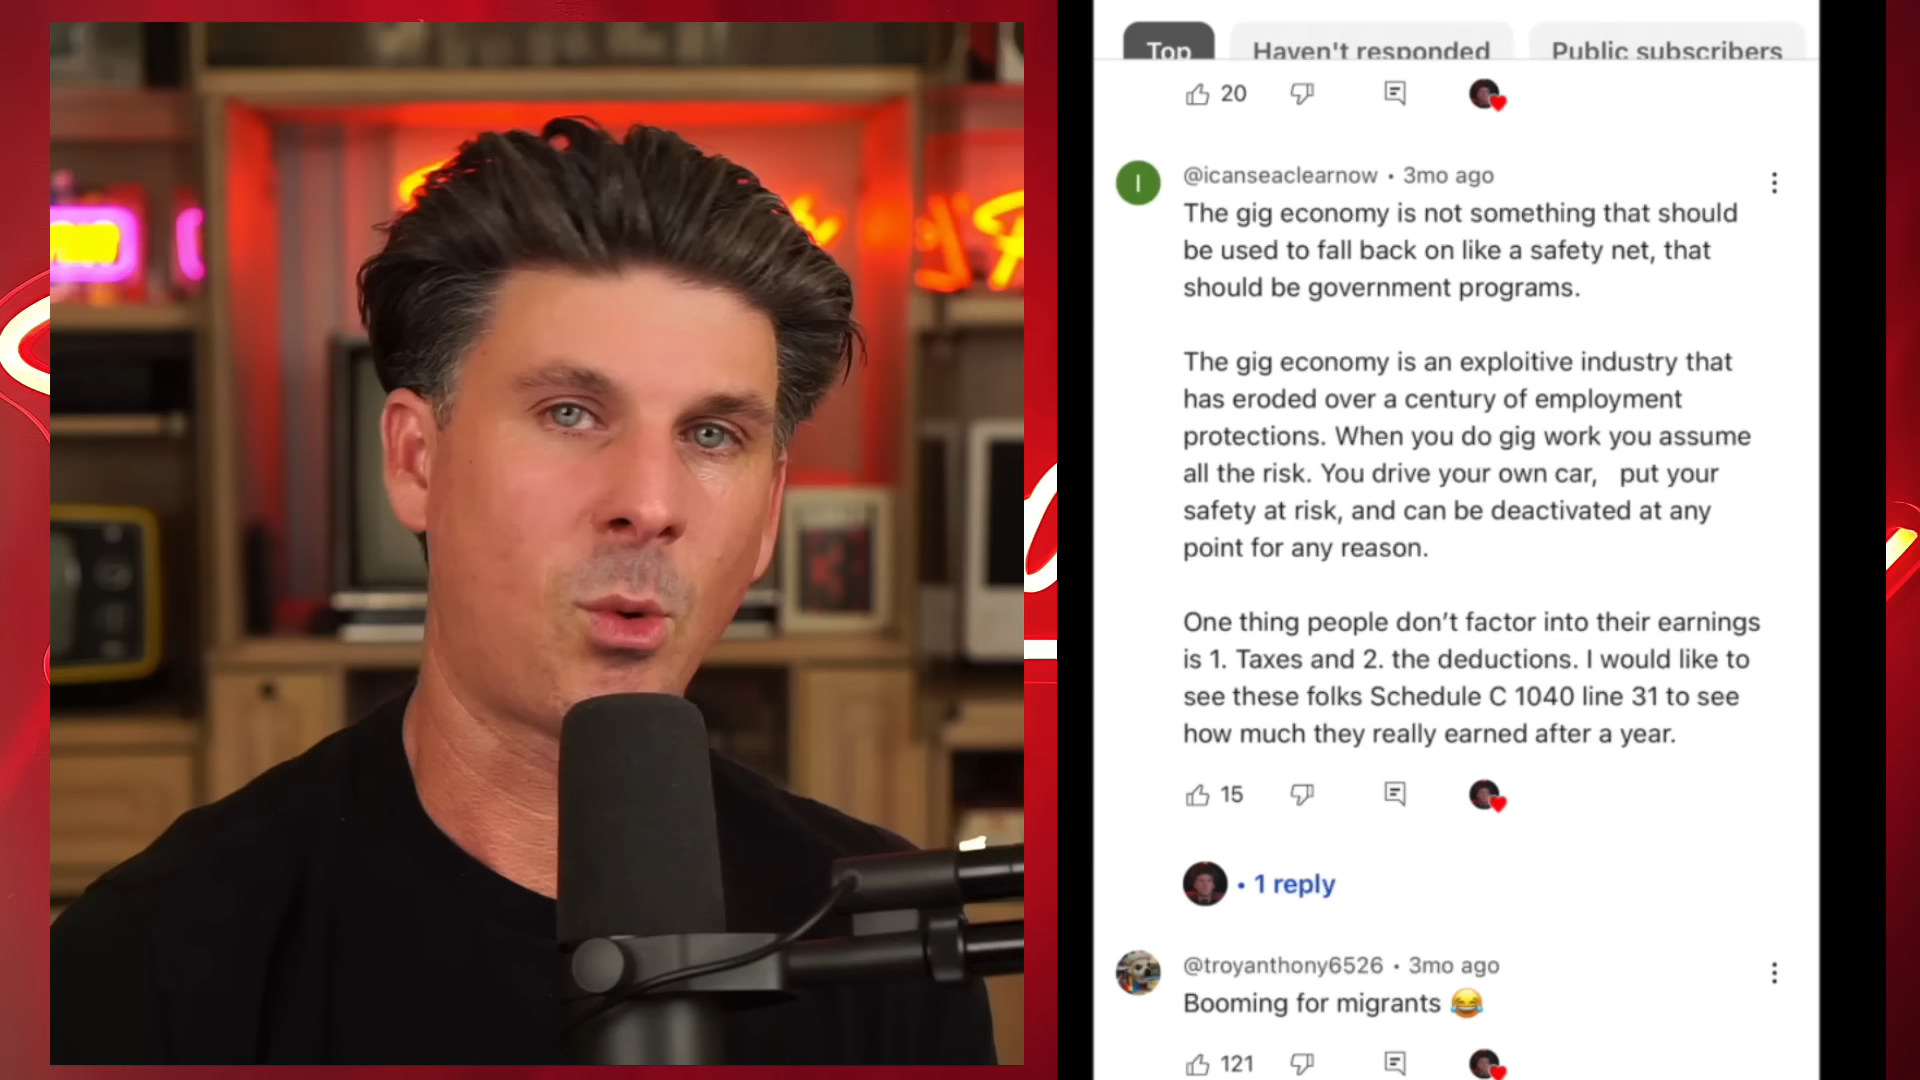 Top
Haven't responded
Public subscribers
20
@icanseaclearnow • 3mo ago
The gig economy is not something that should
be used to fall back on like a safety net, that
should be government programs.
The gig economy is an exploitive industry that
has eroded over a century of employment
protections. When you do gig work you assume
all the risk. You drive your own car,   put your
safety at risk, and can be deactivated at any
point for any reason.
One thing people don’t factor into their earnings
is 1. Taxes and 2. the deductions. I would like to
see these folks Schedule C 1040 line 31 to see
how much they really earned after a year.
15
• 1 reply
@troyanthony6526 • 3mo ago
Booming for migrants 😂
121